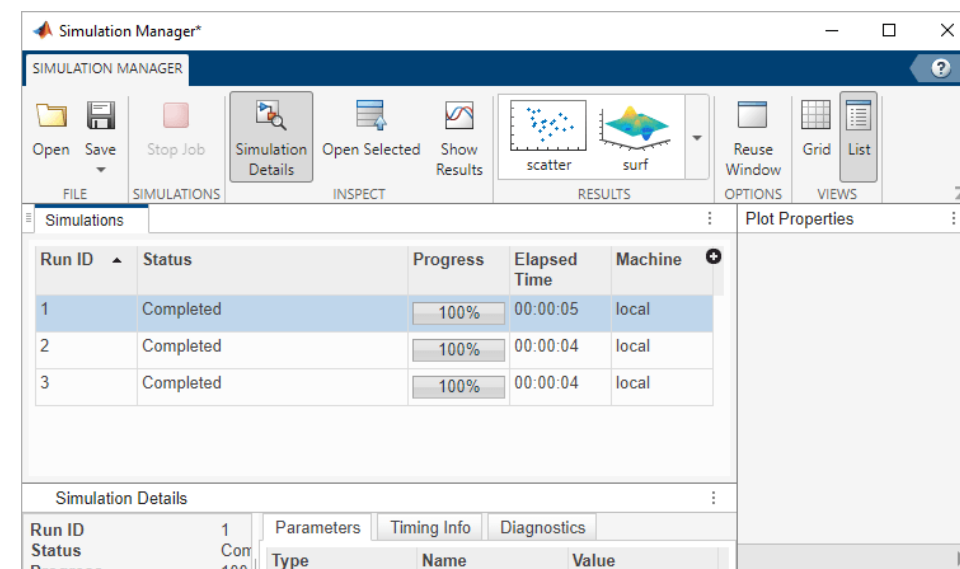 Simulation Manager*
SIMULATION MANAGER
Open Save Stop Job Simulation Details Open Selected Show Results scatter surf Reuse Window Grid List
FILE SIMULATIONS INSPECT RESULTS OPTIONS VIEWS
Simulations Plot Properties
Run ID Status Progress Elapsed Time Machine
1 Completed 100% 00:00:05 local
2 Completed 100% 00:00:04 local
3 Completed 100% 00:00:04 local
Simulation Details
Run ID 1 Parameters Timing Info Diagnostics
Status Type Name Value